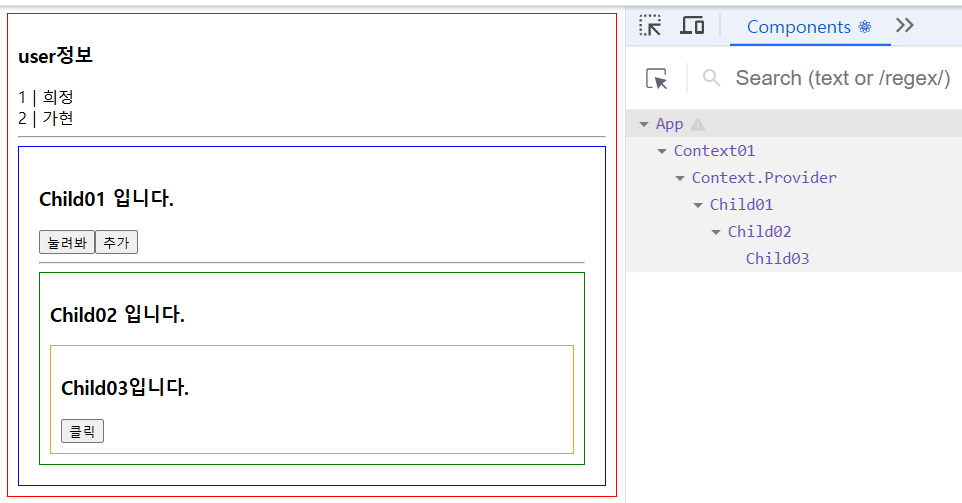 user정보
1 | 희정
2 | 가현
Child01 입니다.
눌려봐 추가
Child02 입니다.
Child03입니다.
클릭
Components
Search (text or /regex/)
App
Context01
Context.Provider
Child01
Child02
Child03